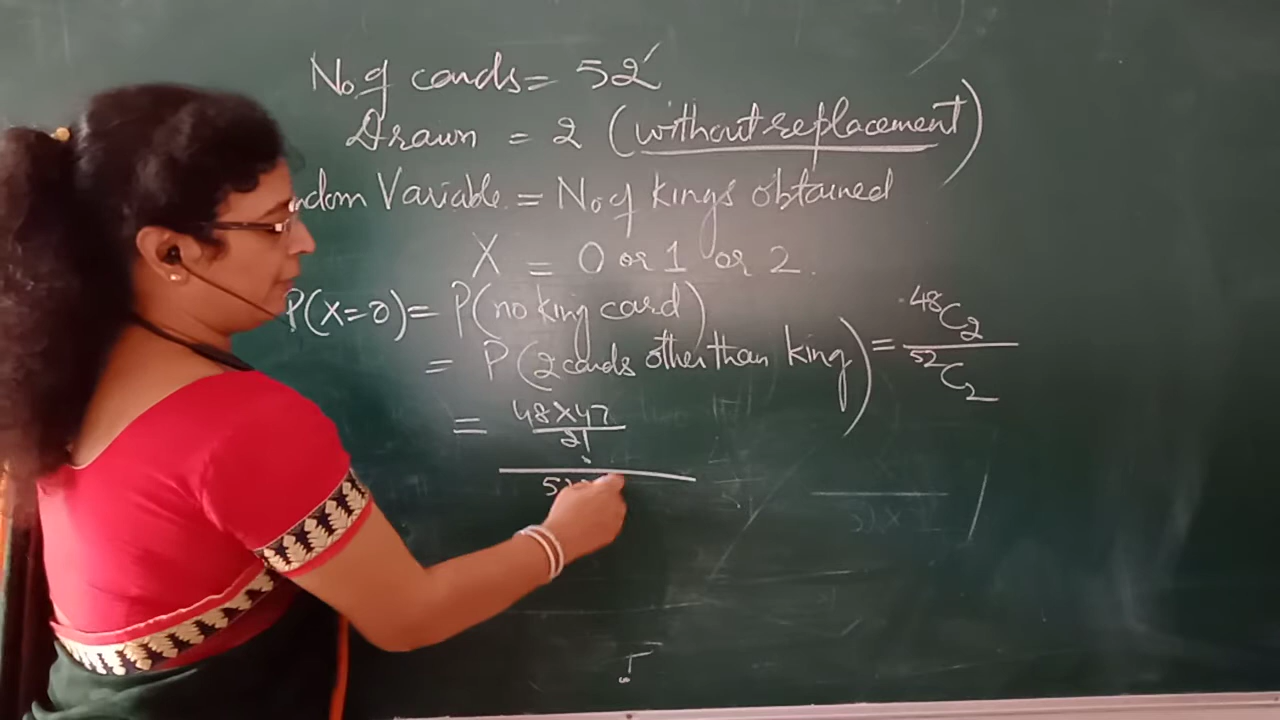 No of cards = 52
Drawn = 2 (without replacement)
ndom Variable = No of kings obtained
X = 0 or 1 or 2.
P(X=0) = P(no king card)
= P(2 cards other than king) = ⁴⁸C₂ / ⁵²C₂
= 48×47 / 2!